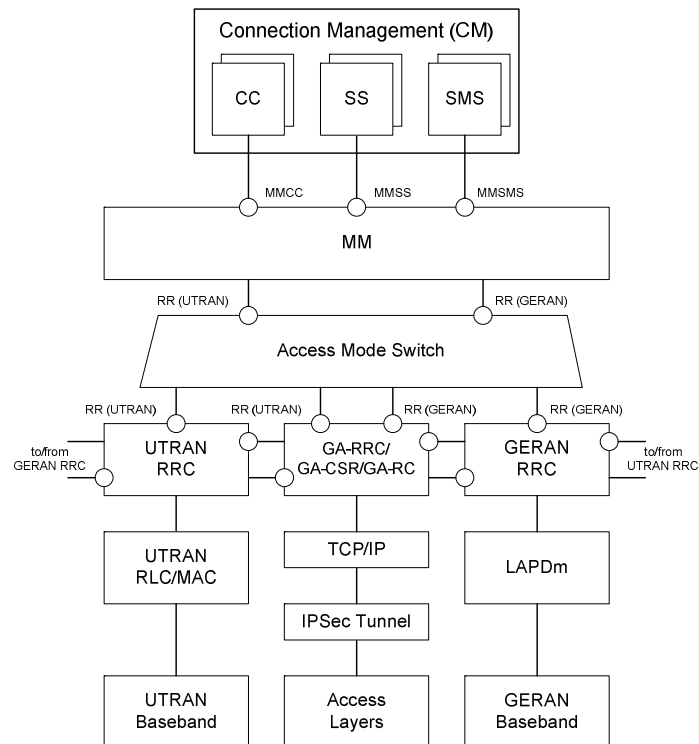 Connection Management (CM)
CC
SS
SMS
MMCC
MMSS
MMSMS
MM
RR (UTRAN)
RR (GERAN)
Access Mode Switch
RR (UTRAN)
RR (UTRAN)
RR (GERAN)
RR (GERAN)
to/from
GERAN RRC
UTRAN
RRC
GA-RRC/
GA-CSR/GA-RC
GERAN
RRC
to/from
UTRAN RRC
UTRAN
RLC/MAC
TCP/IP
LAPDm
IPSec Tunnel
UTRAN
Baseband
Access
Layers
GERAN
Baseband